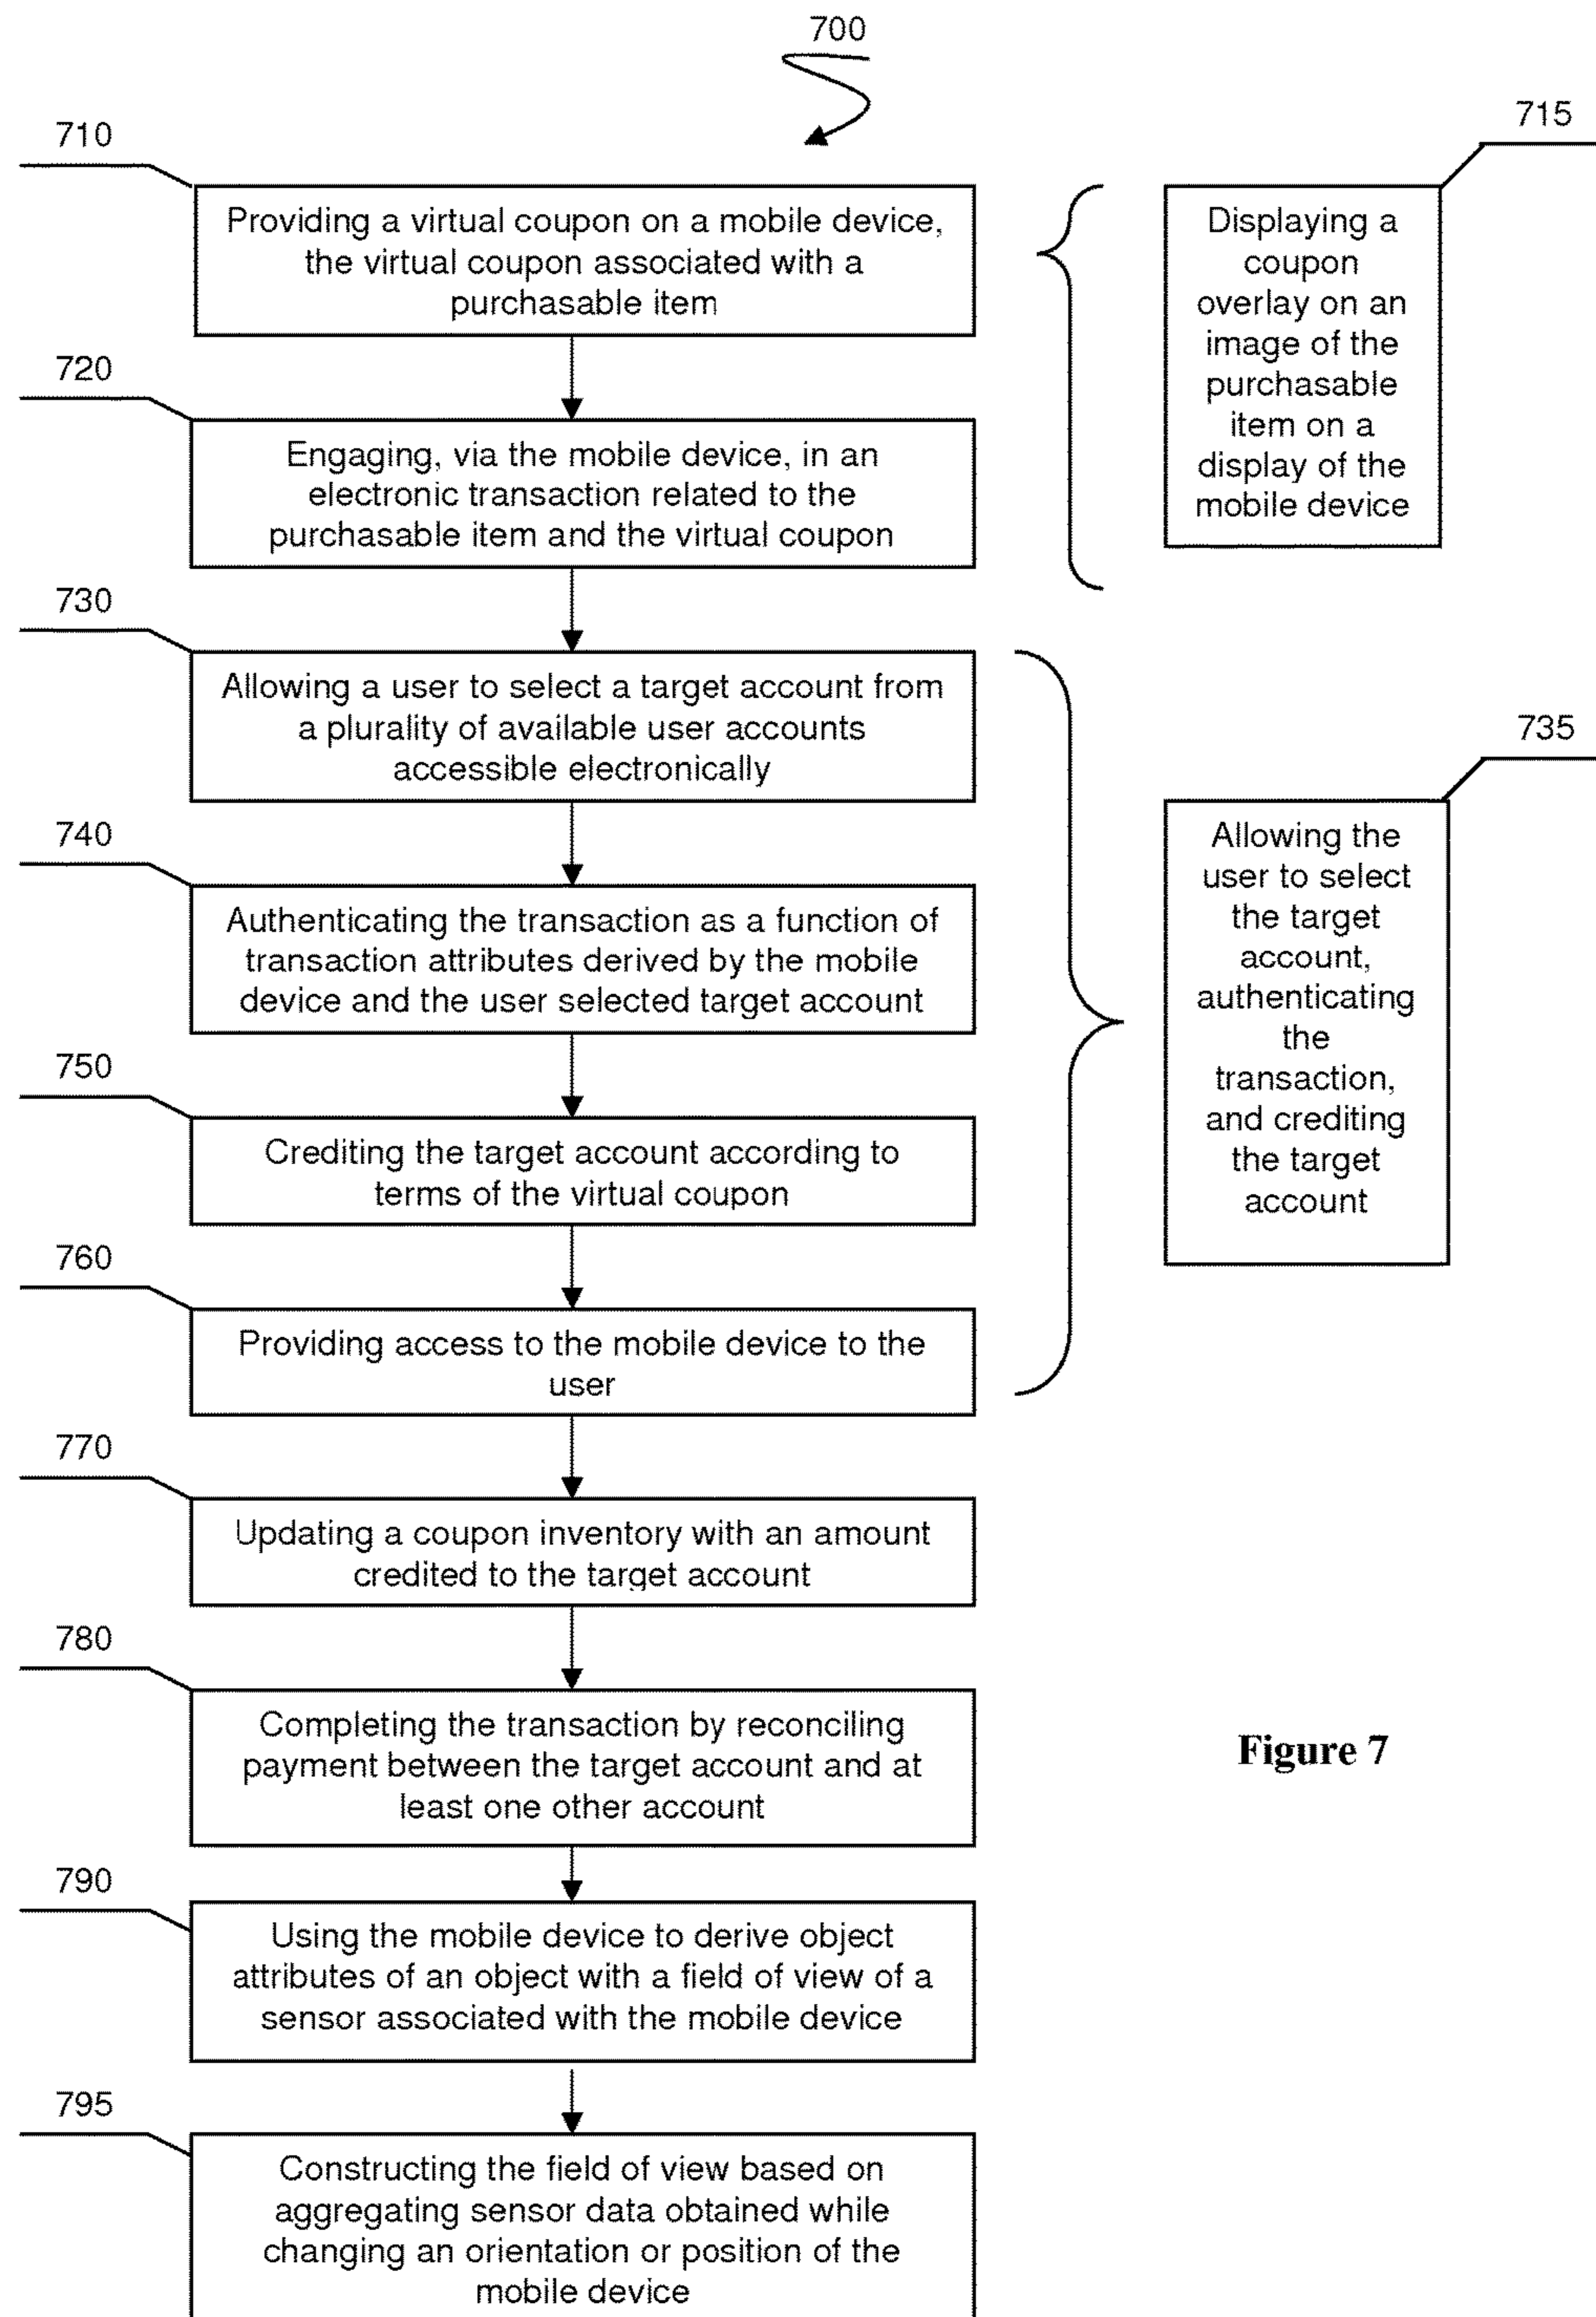 700
710
715
Providing a virtual coupon on a mobile device,
the virtual coupon associated with a
purchasable item
Displaying a
coupon
overlay on an
image of the
purchasable
item on a
display of the
mobile device
720
Engaging, via the mobile device, in an
electronic transaction related to the
purchasable item and the virtual coupon
730
Allowing a user to select a target account from
a plurality of available user accounts
accessible electronically
735
Allowing the
user to select
the target
account,
authenticating
the
transaction,
and crediting
the target
account
740
Authenticating the transaction as a function of
transaction attributes derived by the mobile
device and the user selected target account
750
Crediting the target account according to
terms of the virtual coupon
760
Providing access to the mobile device to the
user
770
Updating a coupon inventory with an amount
credited to the target account
780
Completing the transaction by reconciling
payment between the target account and at
least one other account
Figure 7
790
Using the mobile device to derive object
attributes of an object with a field of view of a
sensor associated with the mobile device
795
Constructing the field of view based on
aggregating sensor data obtained while
changing an orientation or position of the
mobile device